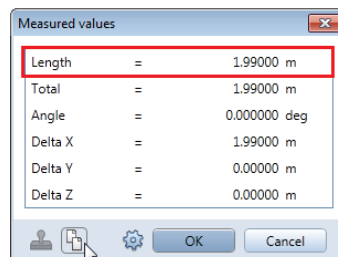 Measured values
Length = 1.99000 m
Total = 1.99000 m
Angle = 0.000000 deg
Delta X = 1.99000 m
Delta Y = 0.00000 m
Delta Z = 0.00000 m
OK Cancel